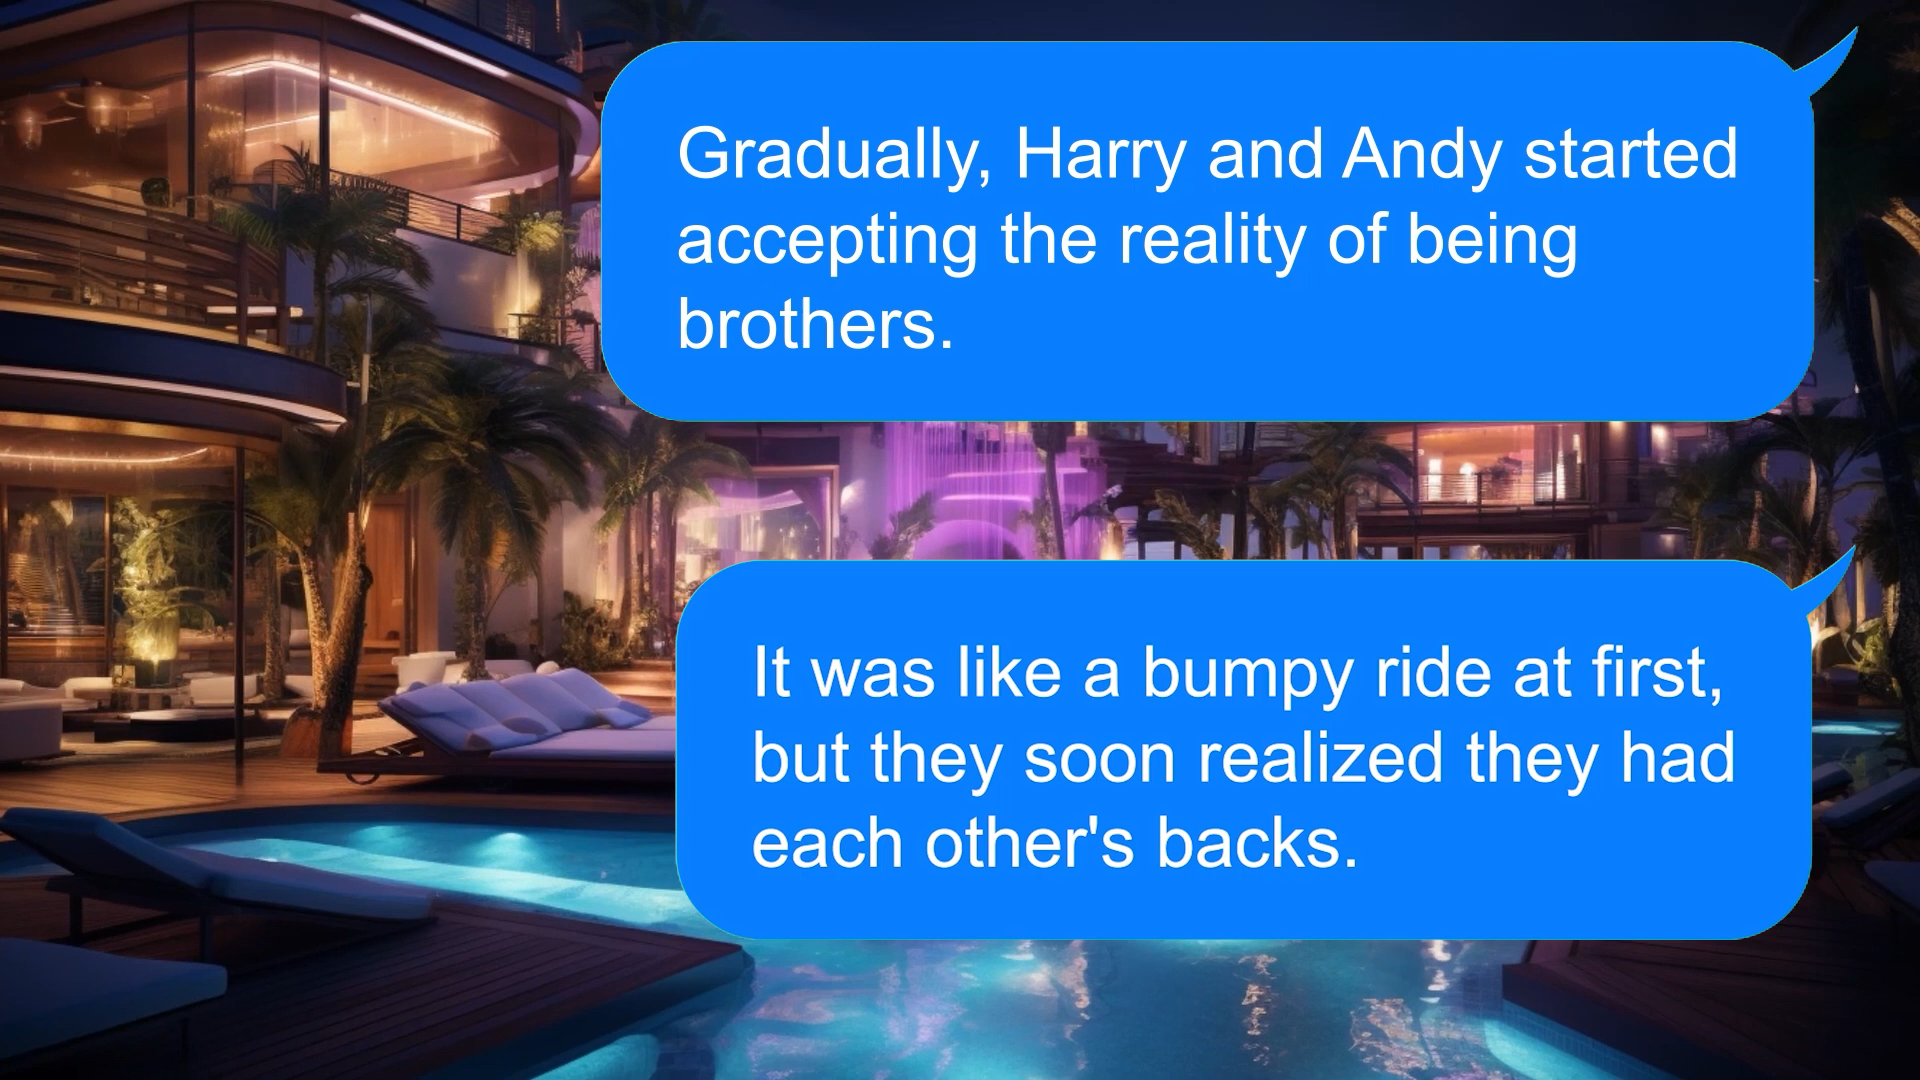 Gradually, Harry and Andy started
accepting the reality of being
brothers.
It was like a bumpy ride at first,
but they soon realized they had
each other's backs.